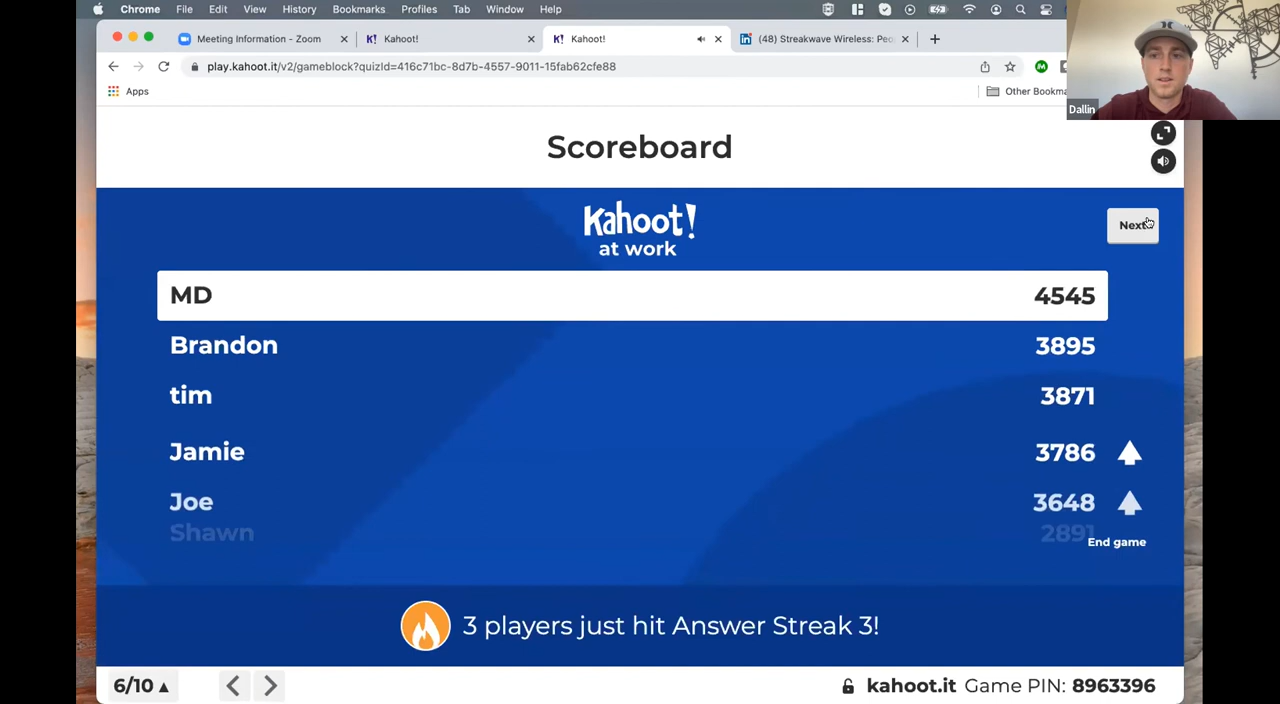 Chrome File Edit View History Bookmarks Profiles Tab Window Help
Meeting Information - Zoom
Kahoot!
Kahoot!
(48) Streakwave Wireless: Peo
play.kahoot.it/v2/gameblock?quizId=416c71bc-3d7b-4557-9011-15fab62cfe88
Apps
Other Bookma
Dallin
Scoreboard
Kahoot!
at work
Next
MD 4545
Brandon 3895
tim 3871
Jamie 3786
Joe 3648
Shawn 2891
End game
3 players just hit Answer Streak 3!
6/10
kahoot.it Game PIN: 8963396